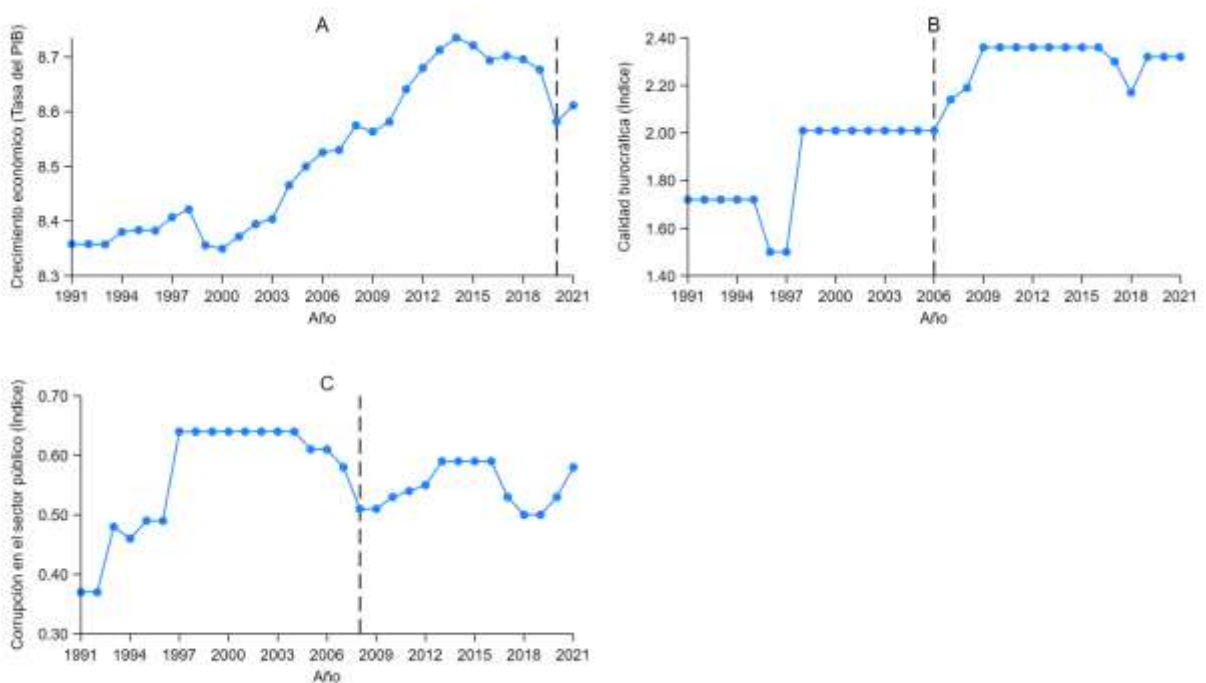 A
Crecimiento económico (Tasa del PIB)
8.7
8.6
8.5
8.4
8.3
1991 1994 1997 2000 2003 2006 2009 2012 2015 2018 2021
Año
B
Calidad burocrática (Índice)
2.40
2.20
2.00
1.80
1.60
1.40
1991 1994 1997 2000 2003 2006 2009 2012 2015 2018 2021
Año
C
Corrupción en el sector público (Índice)
0.70
0.60
0.50
0.40
0.30
1991 1994 1997 2000 2003 2006 2009 2012 2015 2018 2021
Año